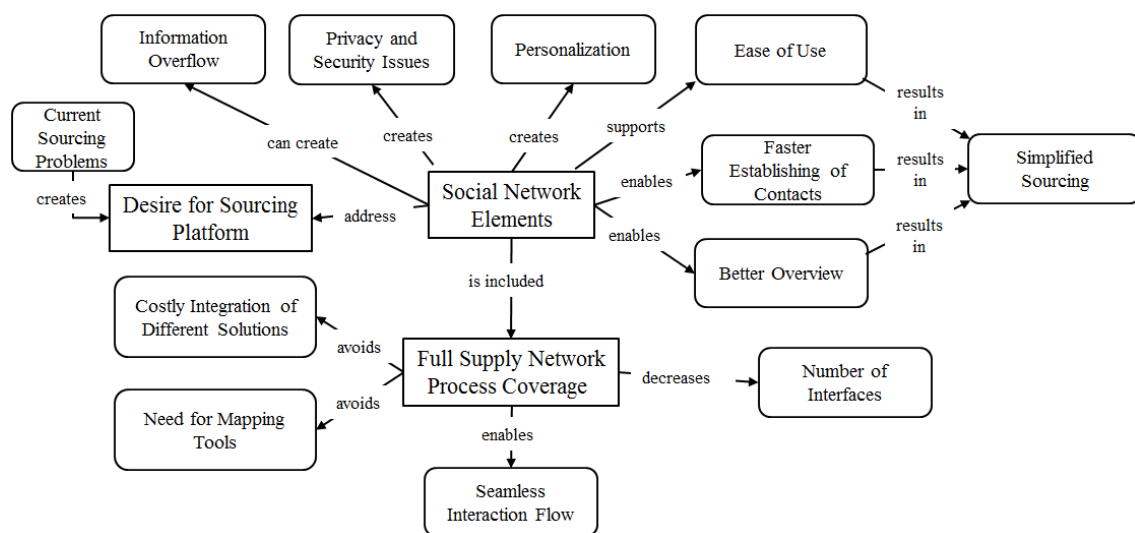 Information
Overflow
Privacy and
Security Issues
Personalization
Ease of Use
Current
Sourcing
Problems
can create
creates
creates
supports
results
in
creates
Desire for Sourcing
Platform
address
Social Network
Elements
enables
Faster
Establishing of
Contacts
results
in
Simplified
Sourcing
enables
results
in
Better Overview
is included
Costly Integration of
Different Solutions
avoids
Full Supply Network
Process Coverage
decreases
Number of
Interfaces
avoids
Need for Mapping
Tools
enables
Seamless
Interaction Flow